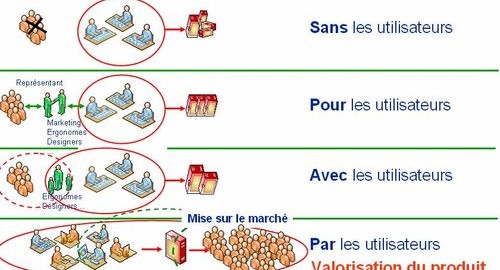 Sans les utilisateurs
Représentant
Pour les utilisateurs
Marketing
Ergonomes
Designers
Avec les utilisateurs
Ergonomes
Designers
Mise sur le marché
Par les utilisateurs
Valorisation du produit